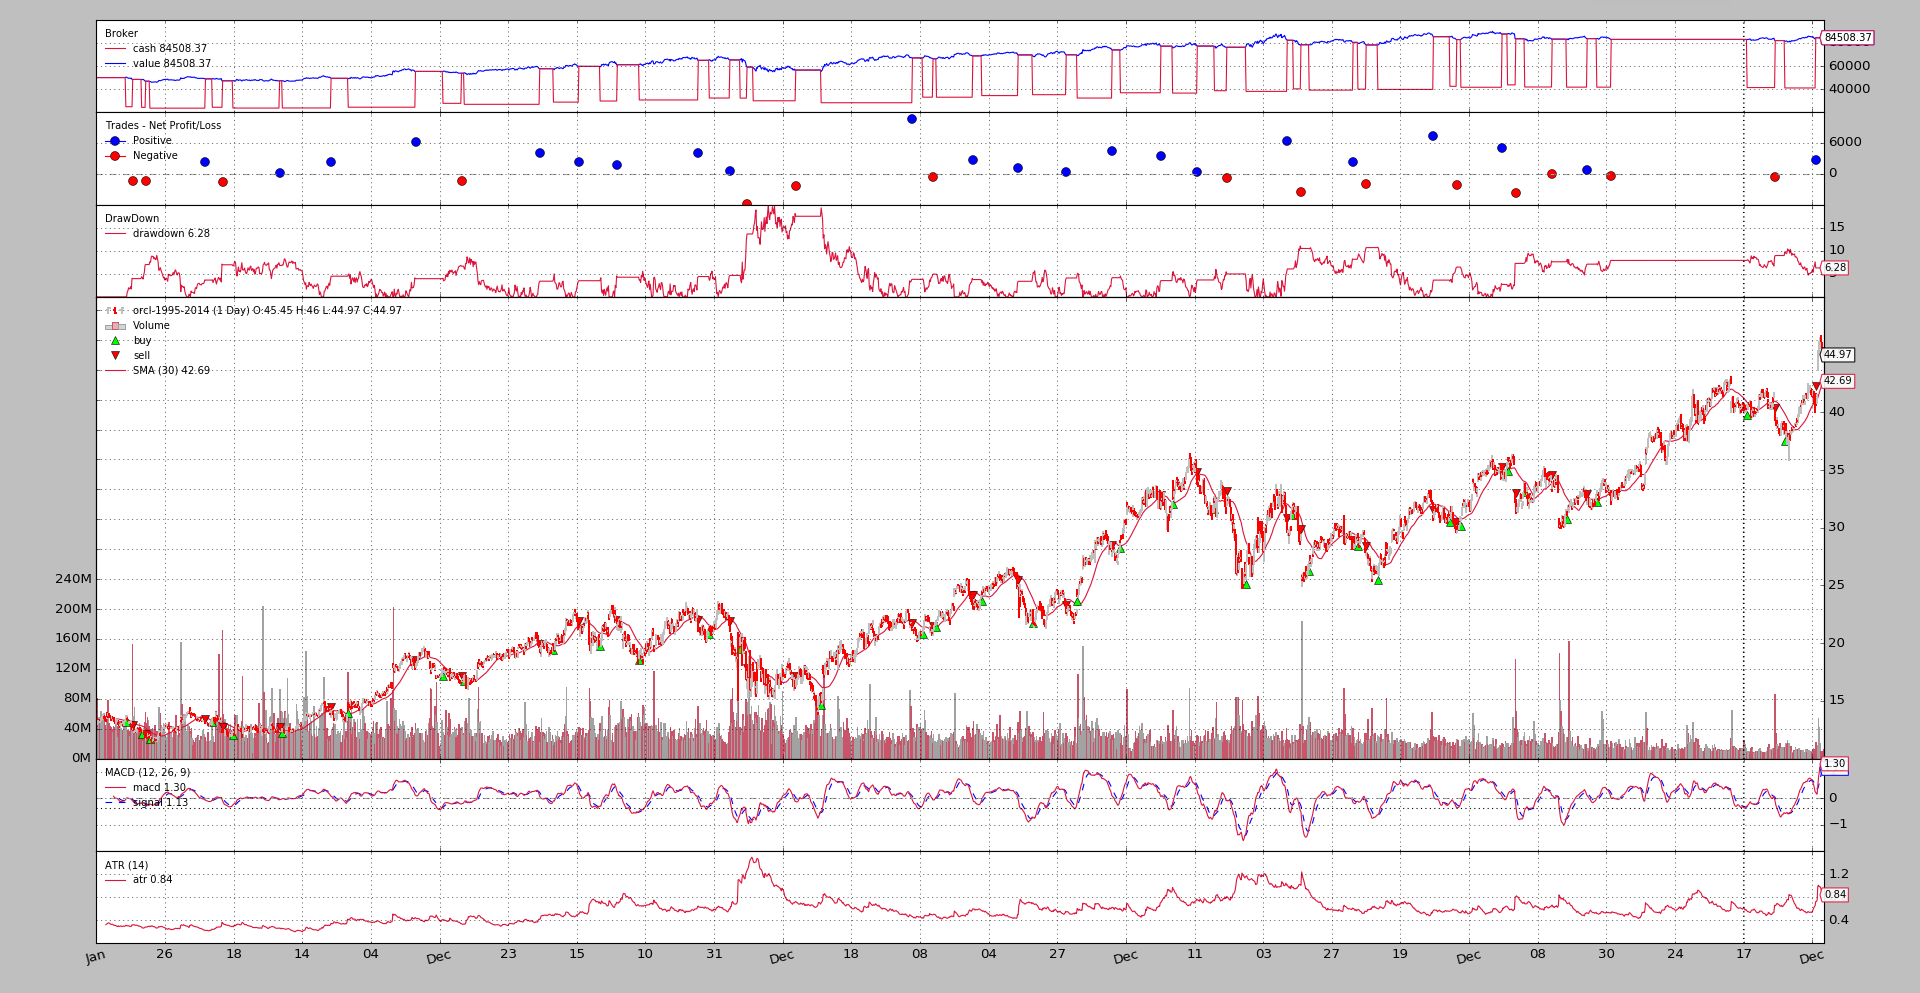 Broker
cash 84508.37
value 84508.37
84508.37
60000
40000
Trades - Net Profit/Loss
Positive
Negative
6000
0
DrawDown
drawdown 6.28
15
10
6.28
orcl-1995-2014 (1 Day) O:45.45 H:46 L:44.97 C:44.97
Volume
buy
sell
SMA (30) 42.69
44.97
42.69
40
35
30
25
20
15
240M
200M
160M
120M
80M
40M
0M
MACD (12, 26, 9)
macd 1.30
signal 1.13
1.30
0
−1
ATR (14)
atr 0.84
1.2
0.84
0.4
Jan 26 18 14 04 Dec 23 15 10 31 Dec 18 08 04 27 Dec 11 03 27 19 Dec 08 30 24 17 Dec